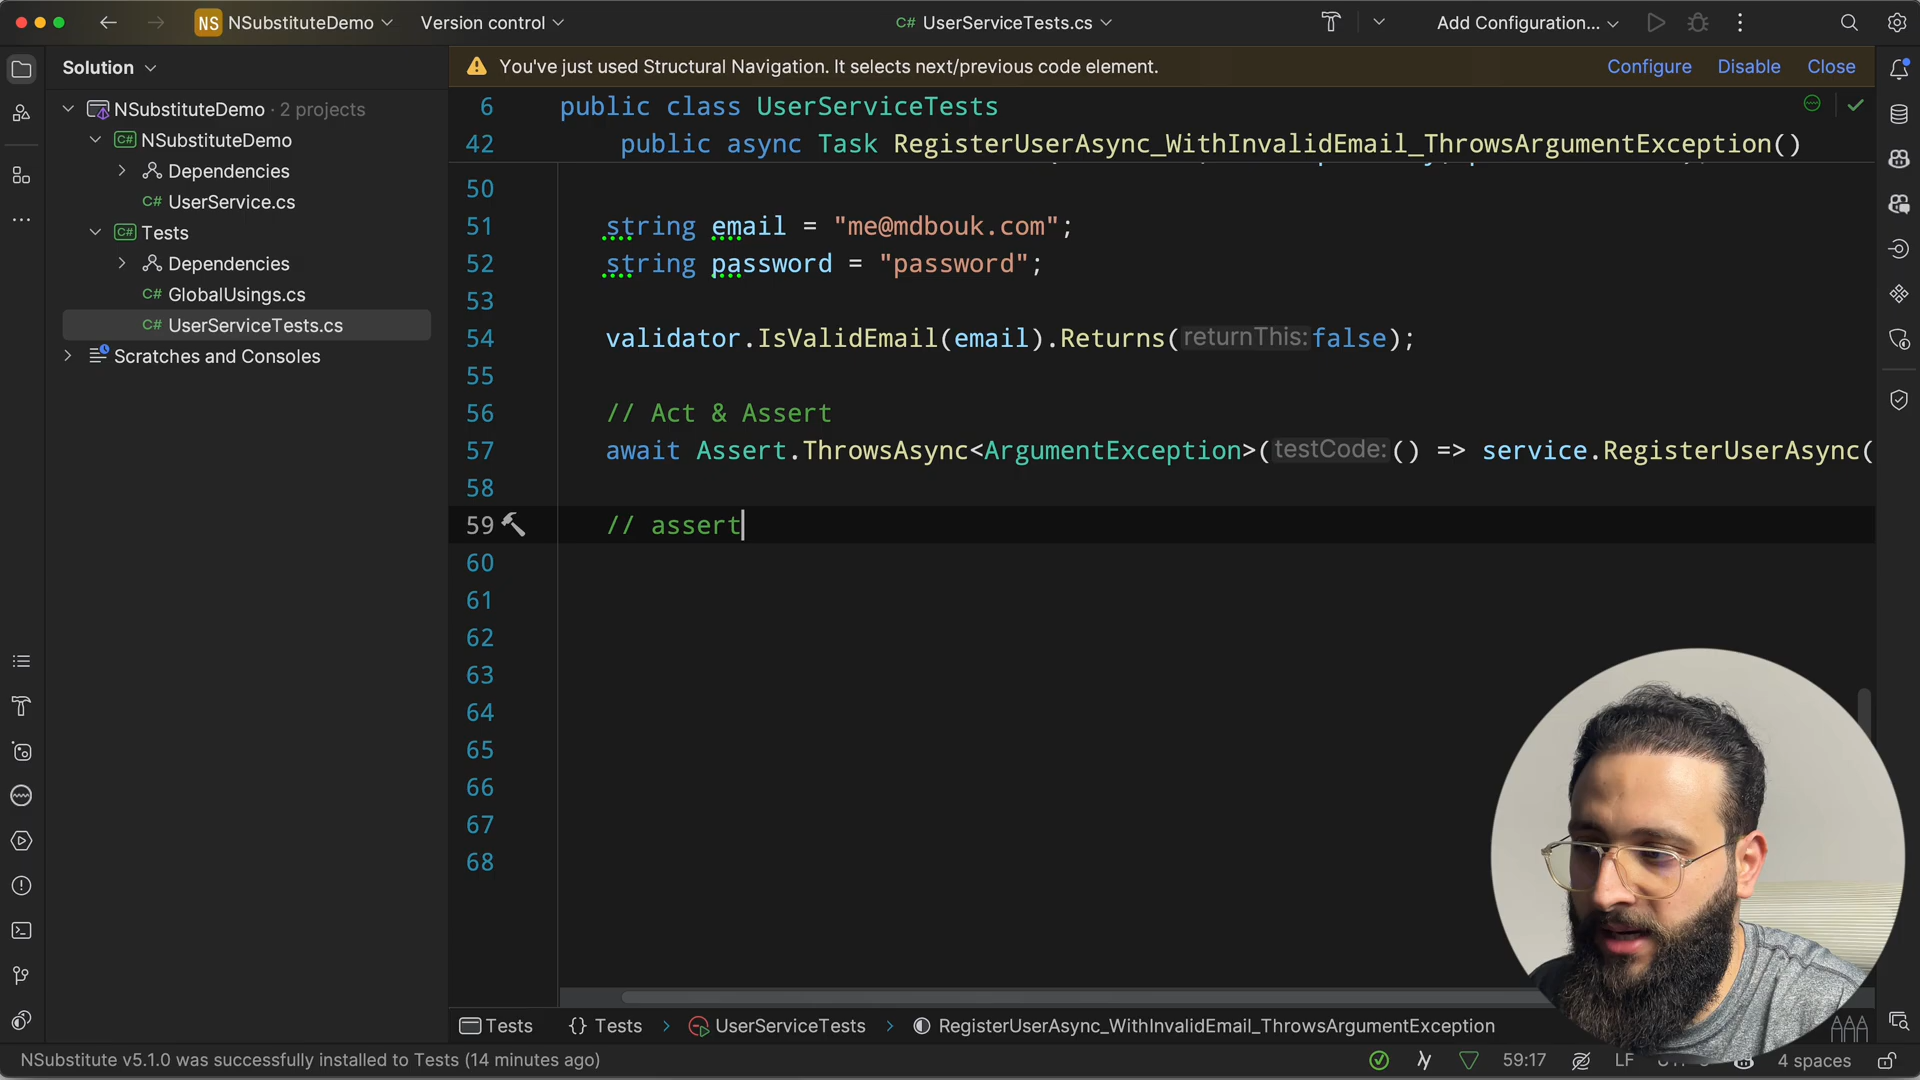 NS NSubstituteDemo Version control C# UserServiceTests.cs Add Configuration...
Solution
You've just used Structural Navigation. It selects next/previous code element. Configure Disable Close
NSubstituteDemo · 2 projects
C# NSubstituteDemo
Dependencies
C# UserService.cs
C# Tests
Dependencies
C# GlobalUsings.cs
C# UserServiceTests.cs
Scratches and Consoles
6 public class UserServiceTests
42 public async Task RegisterUserAsync_WithInvalidEmail_ThrowsArgumentException()
50
51 string email = "me@mdbouk.com";
52 string password = "password";
53
54 validator.IsValidEmail(email).Returns(returnThis:false);
55
56 // Act & Assert
57 await Assert.ThrowsAsync<ArgumentException>(testCode:() => service.RegisterUserAsync(
58
59 // assert
60
61
62
63
64
65
66
67
68
Tests {} Tests > UserServiceTests > RegisterUserAsync_WithInvalidEmail_ThrowsArgumentException
NSubstitute v5.1.0 was successfully installed to Tests (14 minutes ago) 59:17 LF 4 spaces